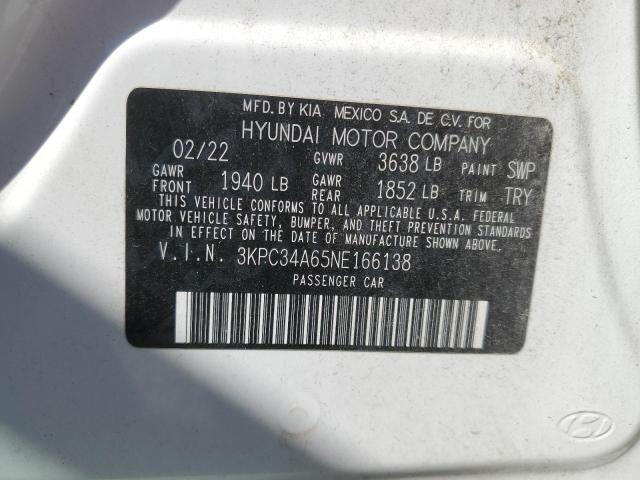 MFD. BY KIA MEXICO S.A. DE C.V. FOR
HYUNDAI MOTOR COMPANY
02/22 GVWR 3638 LB PAINT SWP
GAWR FRONT 1940 LB GAWR REAR 1852 LB TRIM TRY
THIS VEHICLE CONFORMS TO ALL APPLICABLE U.S.A. FEDERAL
MOTOR VEHICLE SAFETY, BUMPER, AND THEFT PREVENTION STANDARDS
IN EFFECT ON THE DATE OF MANUFACTURE SHOWN ABOVE.
V.I.N. 3KPC34A65NE166138
PASSENGER CAR